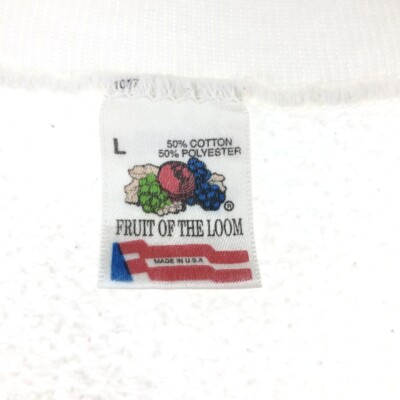 L
50% COTTON
50% POLYESTER
®
FRUIT OF THE LOOM
MADE IN U.S.A